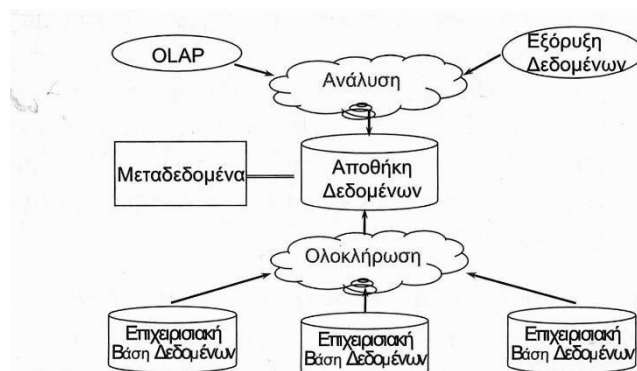 OLAP
Εξόρυξη
Δεδομένων
Ανάλυση
Μεταδεδομένα
Αποθήκη
Δεδομένων
Ολοκλήρωση
Επιχειρισιακή
Βάση Δεδομένων
Επιχειρισιακή
Βάση Δεδομένων
Επιχειρισιακή
Βάση Δεδομένων